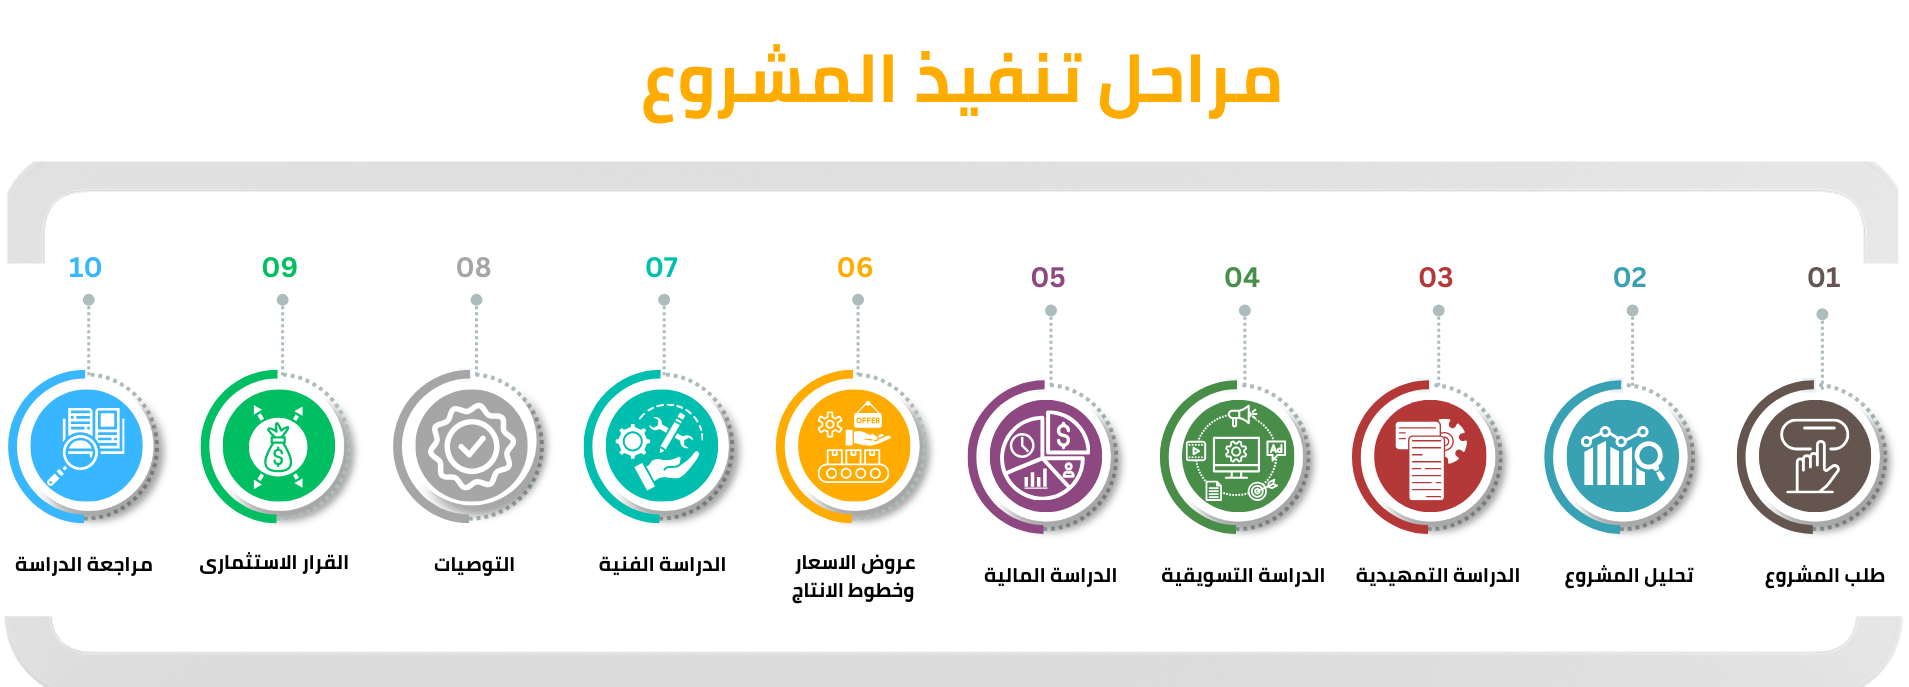 مراحل تنفيذ المشروع
01
طلب المشروع
02
تحليل المشروع
03
الدراسة التمهيدية
04
Ad
الدراسة التسويقية
05
$
الدراسة المالية
06
OFFER
عروض الاسعار
وخطوط الانتاج
07
الدراسة الفنية
08
التوصيات
09
$
القرار الاستثمارى
10
مراجعة الدراسة